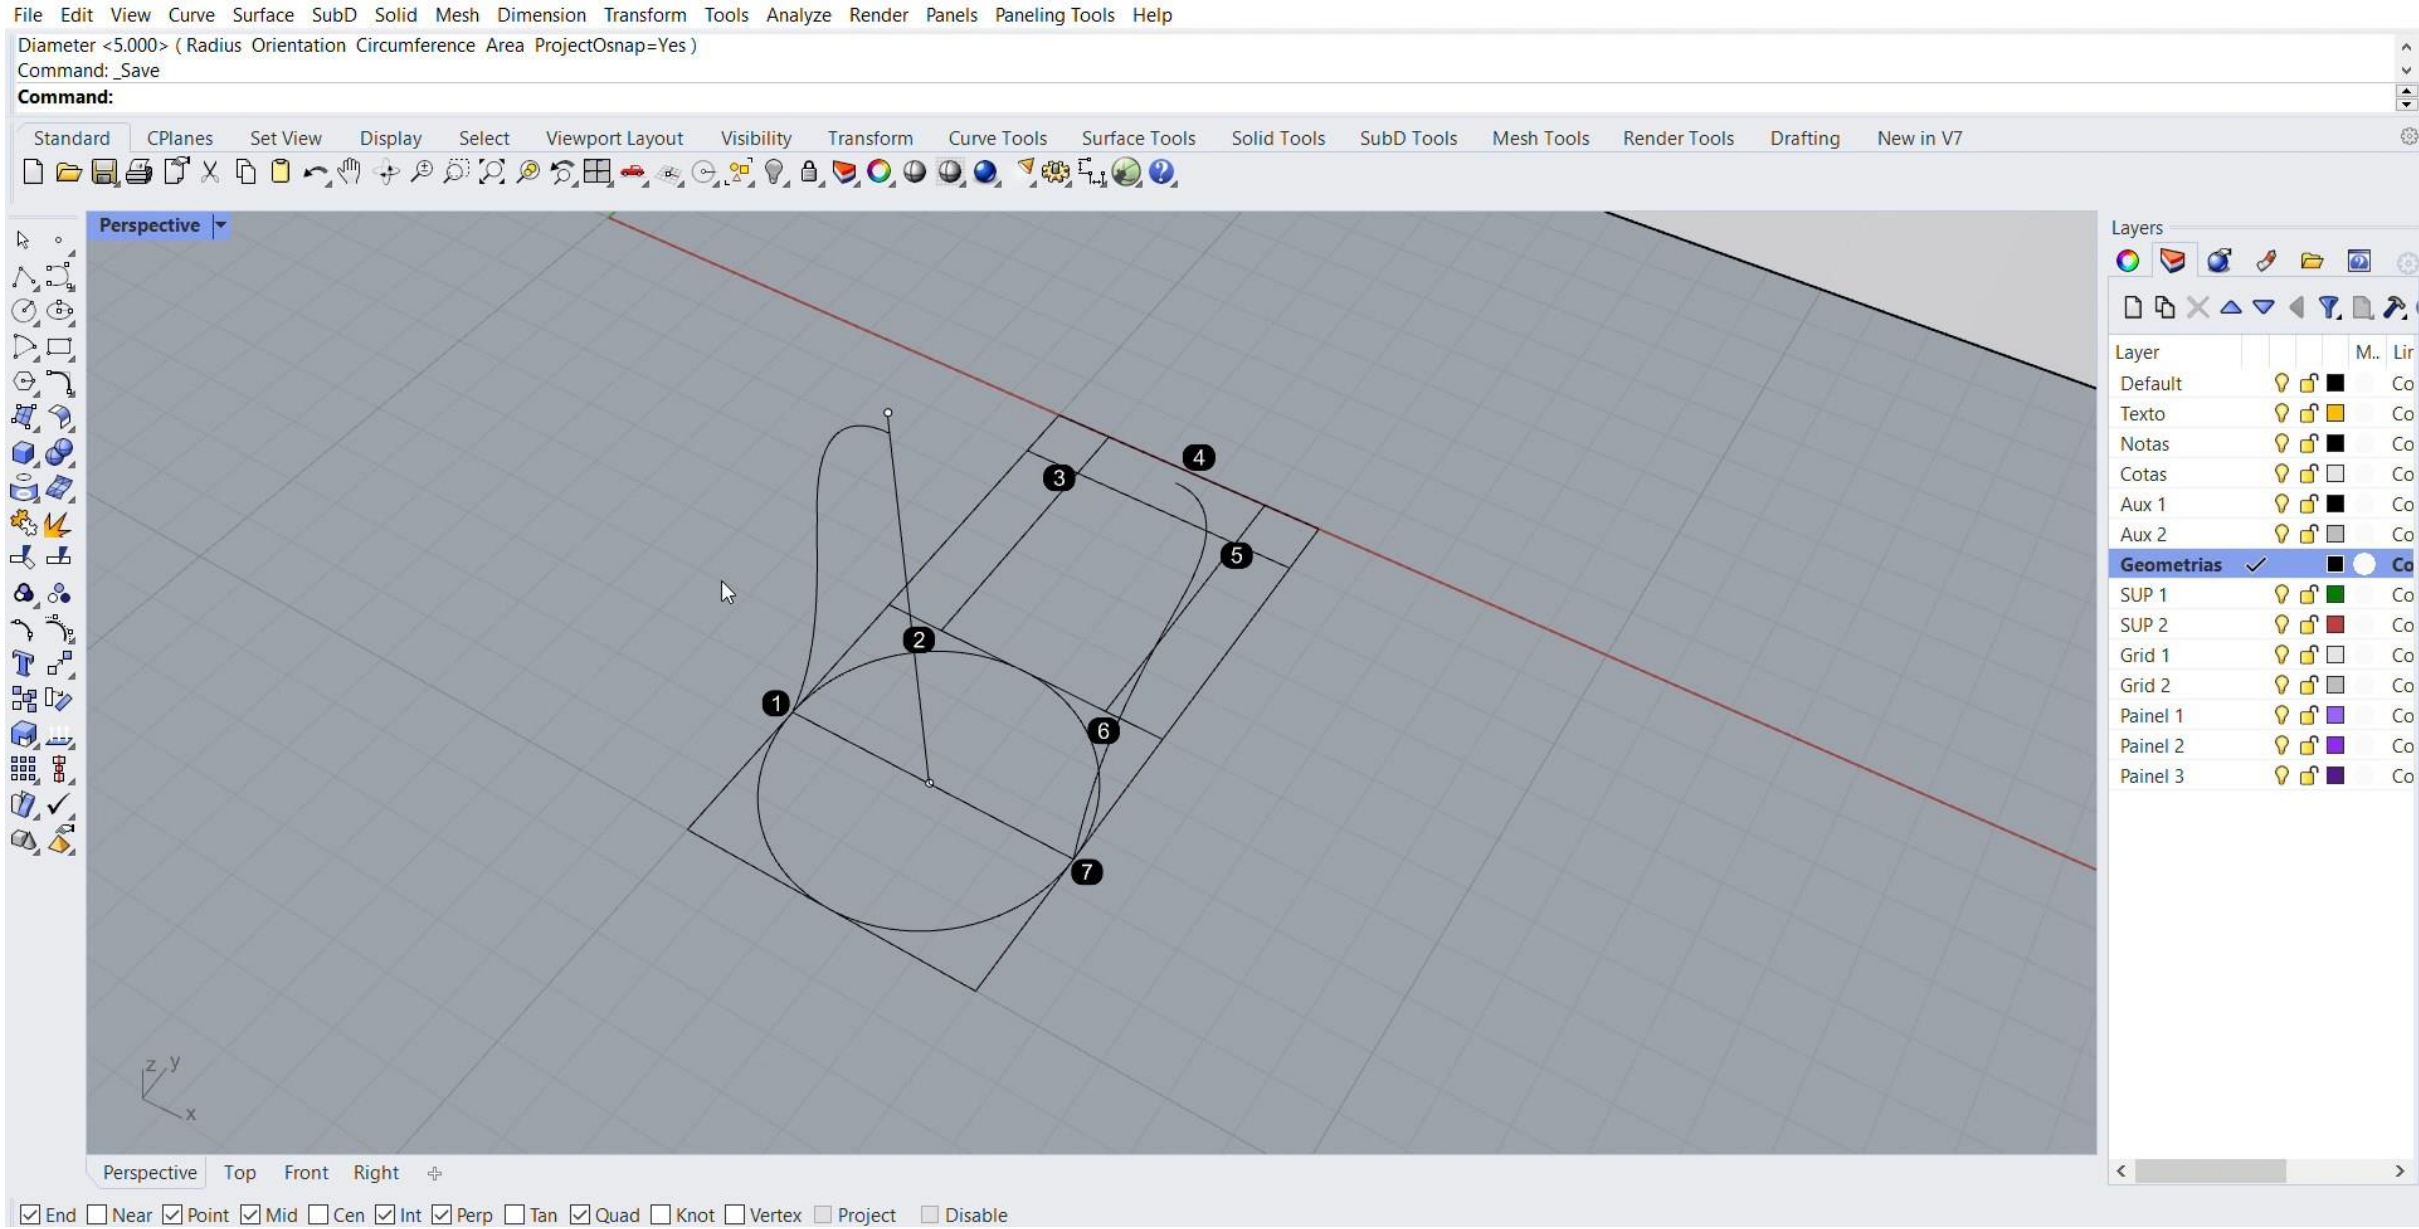 File Edit View Curve Surface SubD Solid Mesh Dimension Transform Tools Analyze Render Panels Paneling Tools Help
Diameter <5.000> ( Radius Orientation Circumference Area ProjectOsnap=Yes )
Command: _Save
Command:
Standard CPlanes Set View Display Select Viewport Layout Visibility Transform Curve Tools Surface Tools Solid Tools SubD Tools Mesh Tools Render Tools Drafting New in V7
Perspective
4
3
5
2
1
6
7
z y
x
Layers
Layer M.. Lir
Default Co
Texto Co
Notas Co
Cotas Co
Aux 1 Co
Aux 2 Co
Geometrias Co
SUP 1 Co
SUP 2 Co
Grid 1 Co
Grid 2 Co
Painel 1 Co
Painel 2 Co
Painel 3 Co
Perspective Top Front Right
End Near Point Mid Cen Int Perp Tan Quad Knot Vertex Project Disable